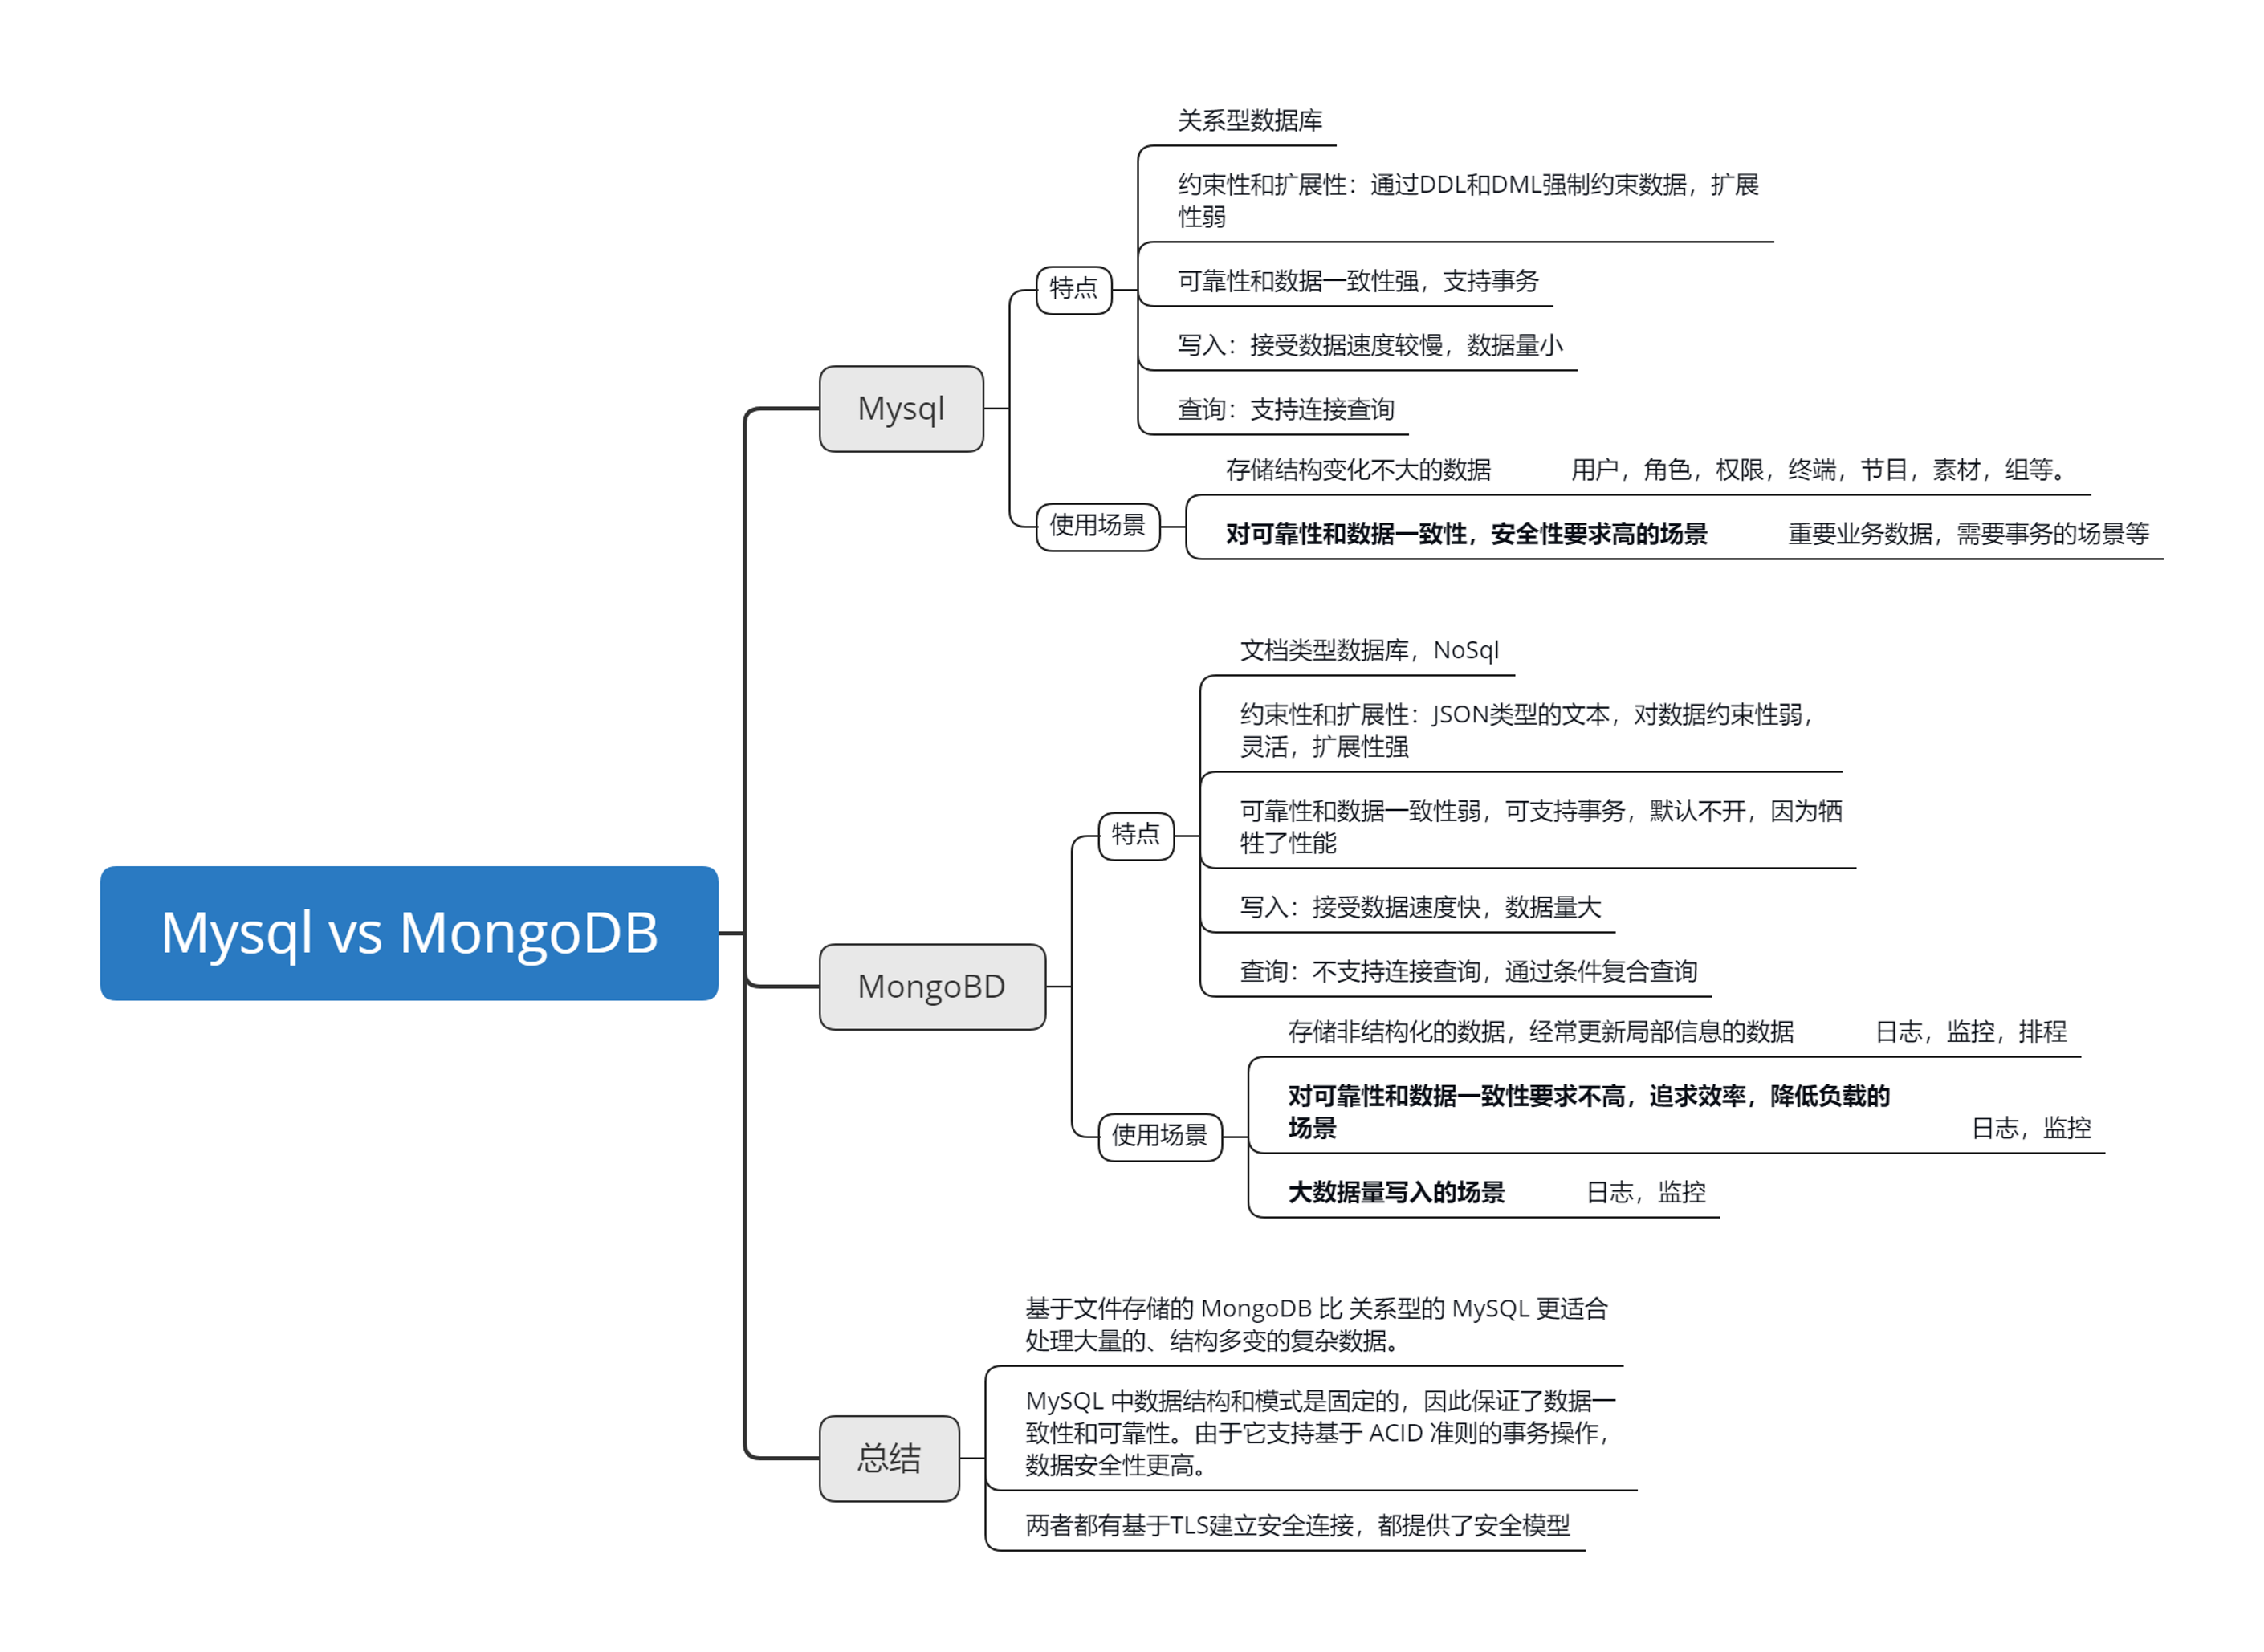 Mysql vs MongoDB
Mysql
特点
关系型数据库
约束性和扩展性：通过DDL和DML强制约束数据，扩展
性弱
可靠性和数据一致性强，支持事务
写入：接受数据速度较慢，数据量小
查询：支持连接查询
使用场景
存储结构变化不大的数据
用户，角色，权限，终端，节目，素材，组等。
对可靠性和数据一致性，安全性要求高的场景
重要业务数据，需要事务的场景等
MongoBD
特点
文档类型数据库，NoSql
约束性和扩展性：JSON类型的文本，对数据约束性弱，
灵活，扩展性强
可靠性和数据一致性弱，可支持事务，默认不开，因为牺
牲了性能
写入：接受数据速度快，数据量大
查询：不支持连接查询，通过条件复合查询
使用场景
存储非结构化的数据，经常更新局部信息的数据
日志，监控，排程
对可靠性和数据一致性要求不高，追求效率，降低负载的
场景
日志，监控
大数据量写入的场景
日志，监控
总结
基于文件存储的 MongoDB 比 关系型的 MySQL 更适合
处理大量的、结构多变的复杂数据。
MySQL 中数据结构和模式是固定的，因此保证了数据一
致性和可靠性。由于它支持基于 ACID 准则的事务操作，
数据安全性更高。
两者都有基于TLS建立安全连接，都提供了安全模型